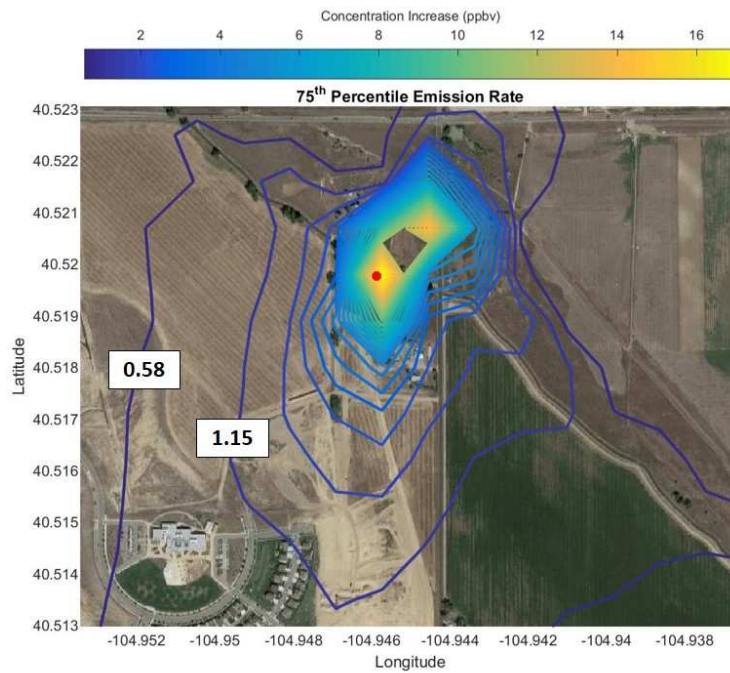 Concentration Increase (ppbv)
2 4 6 8 10 12 14 16
75th Percentile Emission Rate
40.523
40.522
40.521
40.52
40.519
40.518
40.517
40.516
40.515
40.514
40.513
Latitude
0.58
1.15
-104.952 -104.95 -104.948 -104.946 -104.944 -104.942 -104.94 -104.938
Longitude